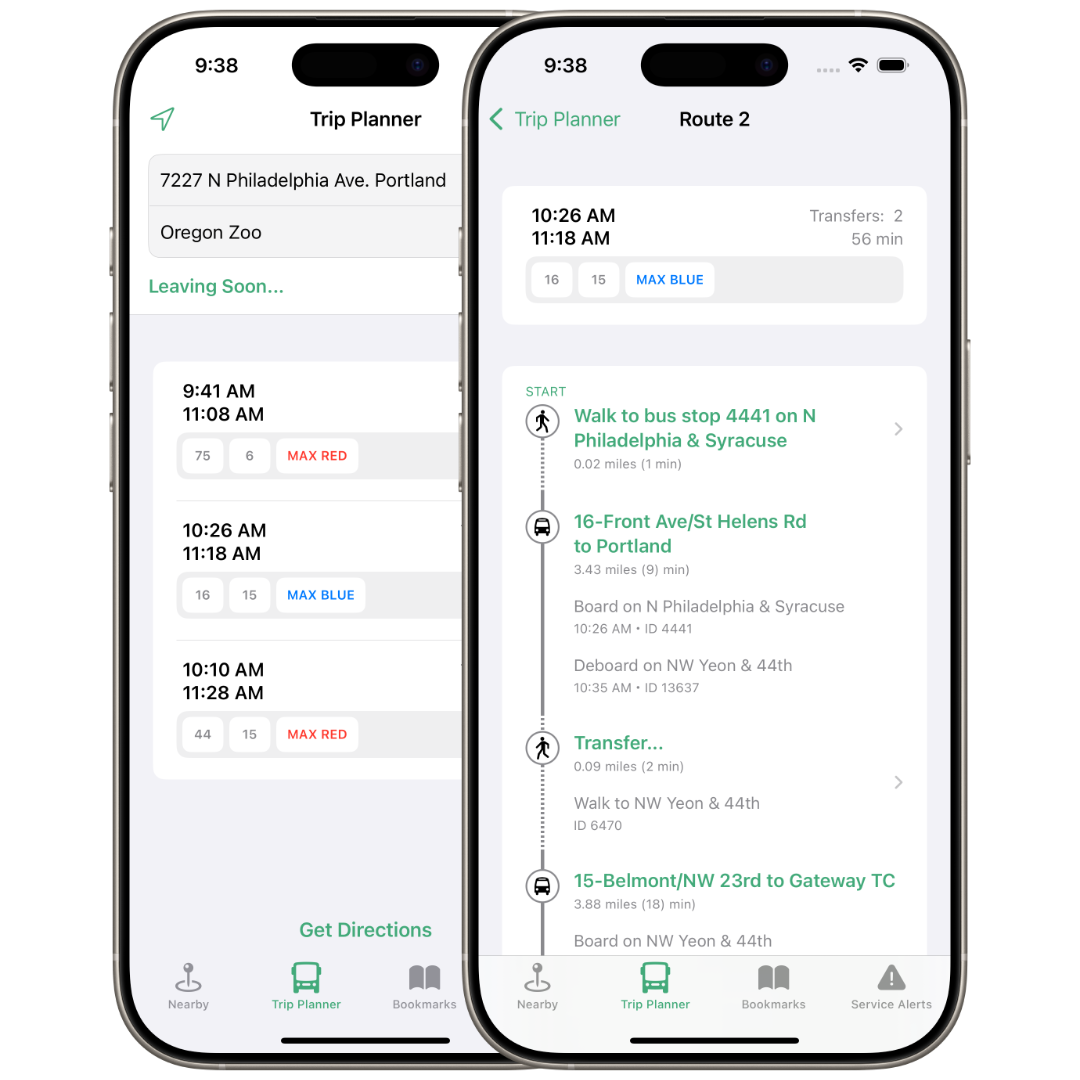 9:38
Trip Planner
7227 N Philadelphia Ave. Portland
Oregon Zoo
Leaving Soon...
9:41 AM
11:08 AM
75 6 MAX RED
10:26 AM
11:18 AM
16 15 MAX BLUE
10:10 AM
11:28 AM
44 15 MAX RED
Get Directions
Nearby Trip Planner Bookmarks
9:38
Trip Planner Route 2
10:26 AM Transfers: 2
11:18 AM 56 min
16 15 MAX BLUE
START
Walk to bus stop 4441 on N
Philadelphia & Syracuse
0.02 miles (1 min)
16-Front Ave/St Helens Rd
to Portland
3.43 miles (9) min)
Board on N Philadelphia & Syracuse
10:26 AM • ID 4441
Deboard on NW Yeon & 44th
10:35 AM • ID 13637
Transfer...
0.09 miles (2 min)
Walk to NW Yeon & 44th
ID 6470
15-Belmont/NW 23rd to Gateway TC
3.88 miles (18) min)
Board on NW Yeon & 44th
Nearby Trip Planner Bookmarks Service Alerts